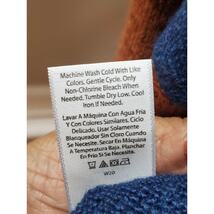 Machine Wash Cold With Like
Colors. Gentle Cycle. Only
Non-Chlorine Bleach When
Needed. Tumble Dry Low. Cool
Iron If Needed.
Lavar A Máquina Con Agua Fría
Y Con Colores Similares. Ciclo
Delicado. Usar Solamente
Blanqueador Sin Cloro Cuando
Se Necesite. Secar En Máquina
A Temperatura Baja. Planchar
En Frío Si Se Necesite.
W20